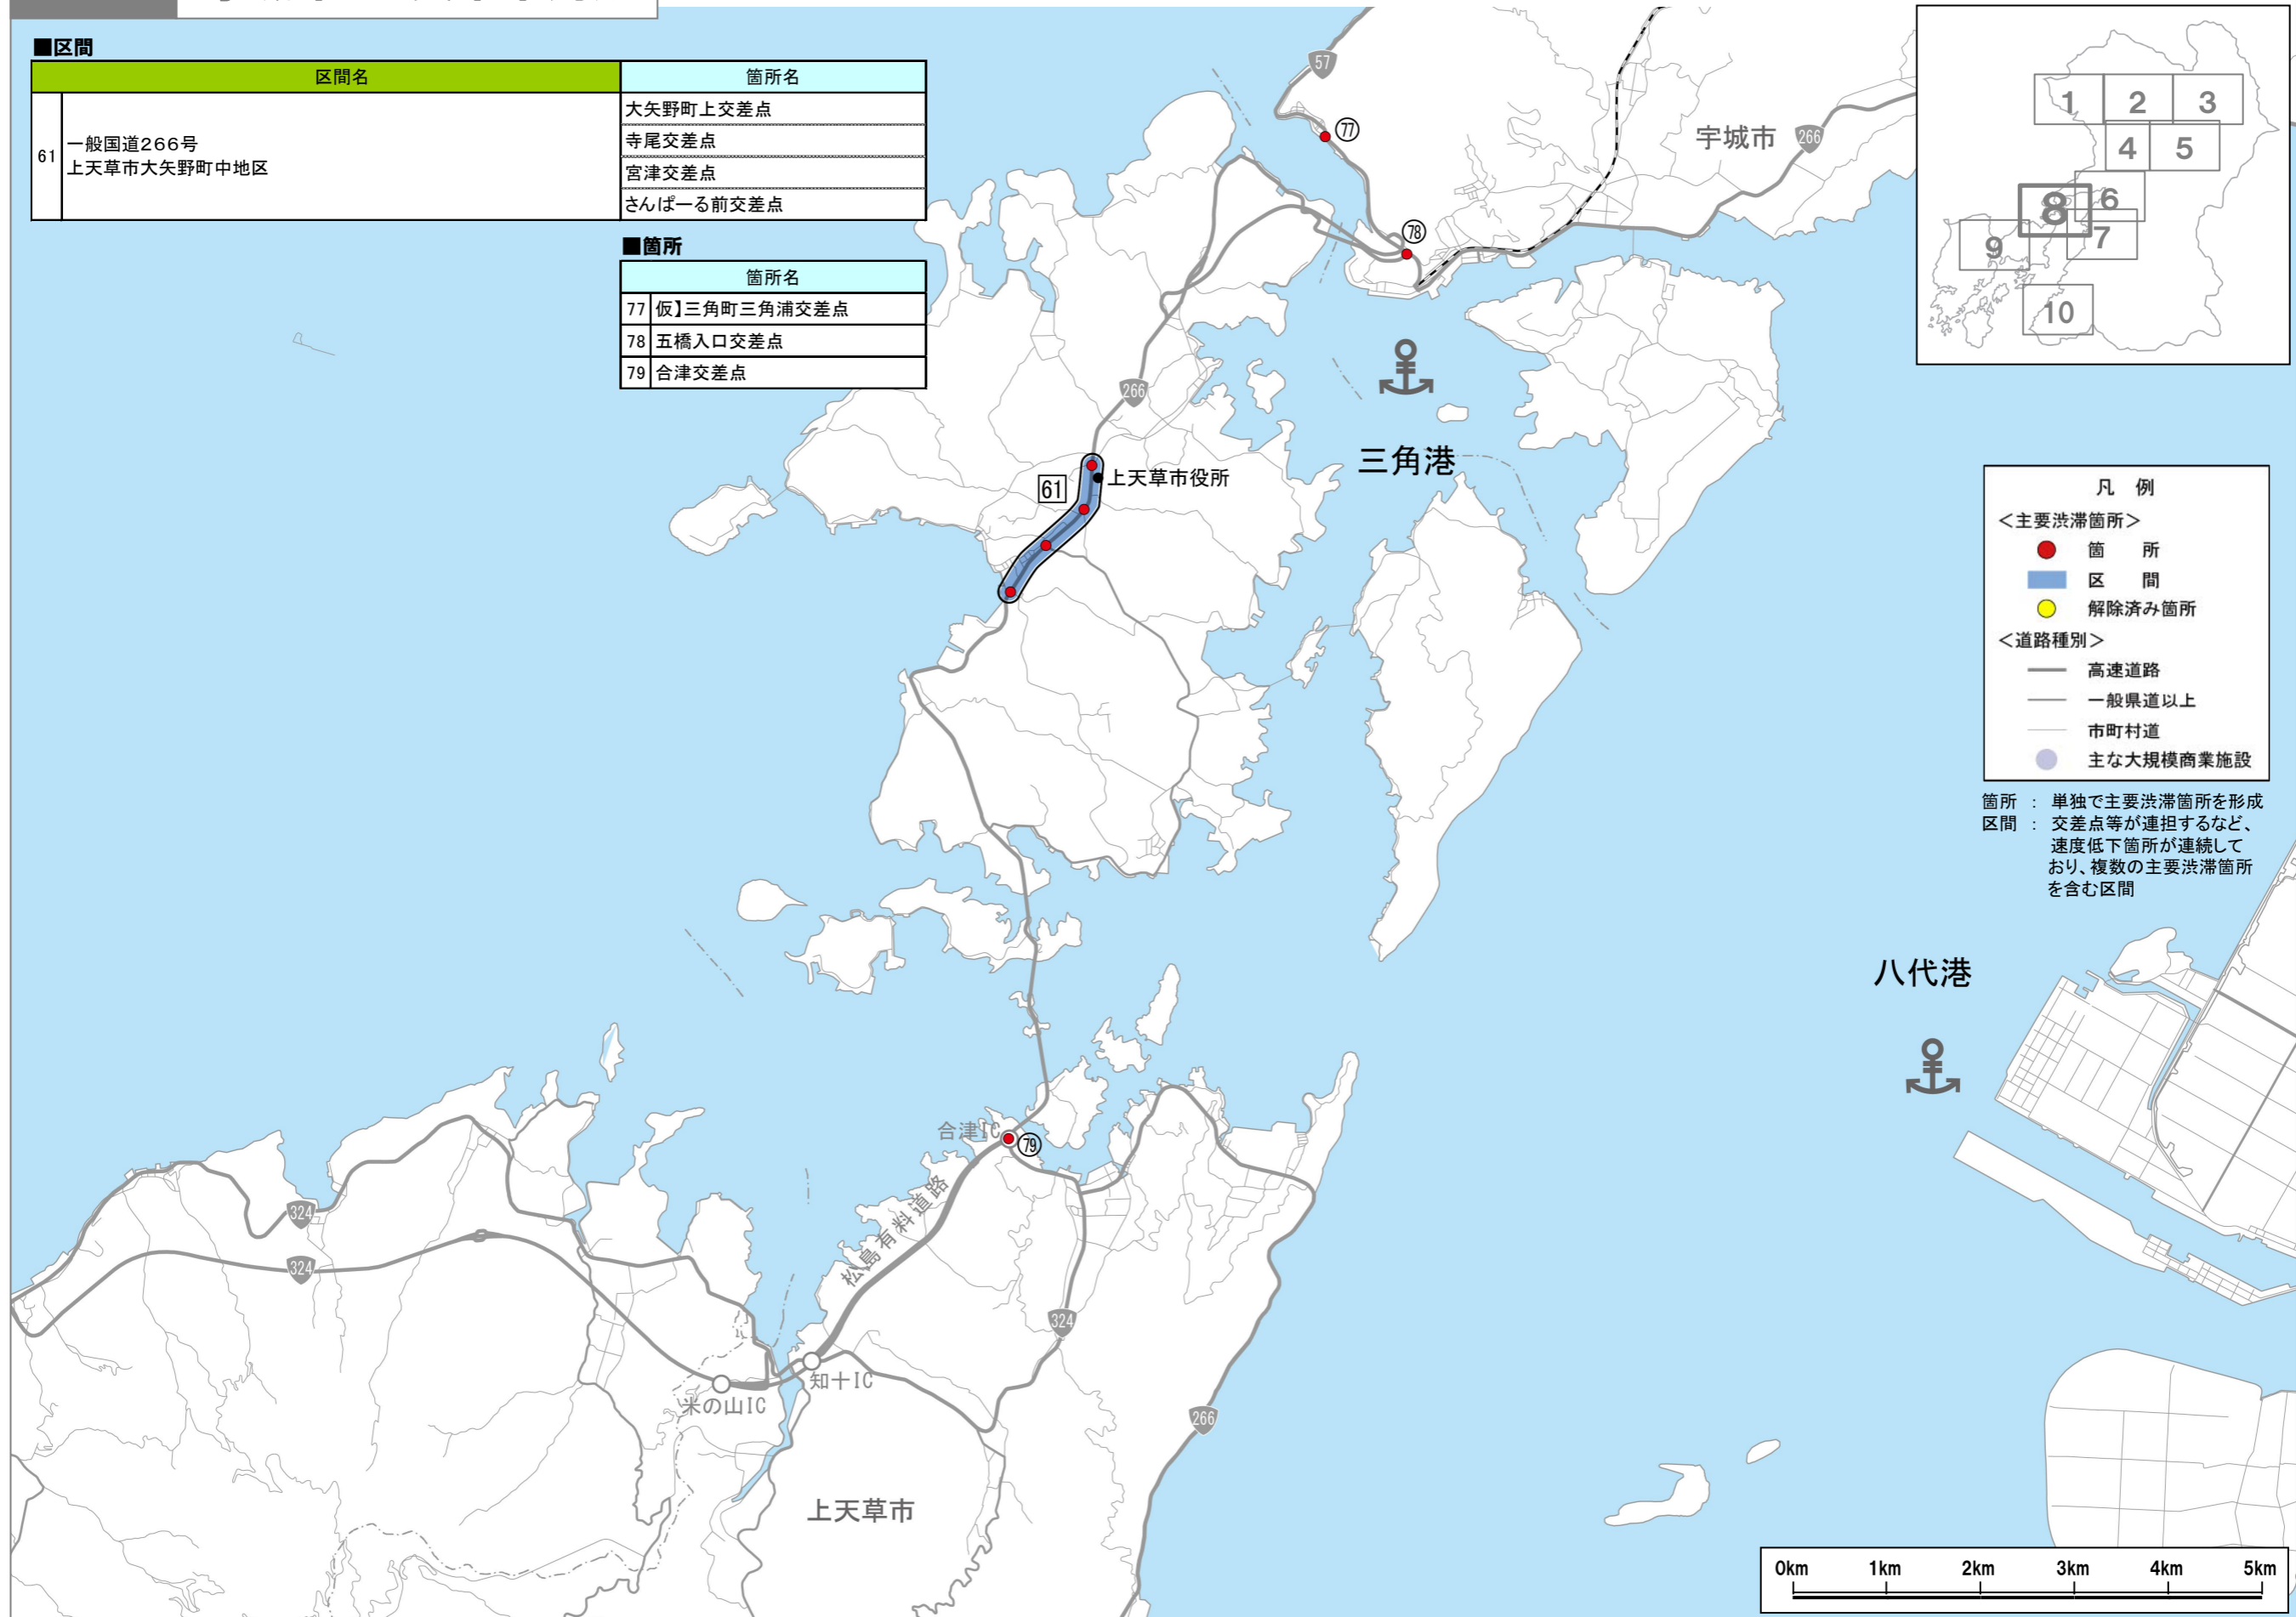 ■区間
区間名
箇所名
61
一般国道266号
上天草市大矢野町中地区
大矢野町上交差点
寺尾交差点
宮津交差点
さんぱーる前交差点
■箇所
箇所名
77 仮】三角町三角浦交差点
78 五橋入口交差点
79 合津交差点
57
77
宇城市
266
78
1 2 3
4 5
8 6
9 7
10
266
三角港
61
上天草市役所
凡 例
＜主要渋滞箇所＞
箇 所
区 間
解除済み箇所
＜道路種別＞
高速道路
一般県道以上
市町村道
主な大規模商業施設
箇所 ： 単独で主要渋滞箇所を形成
区間 ： 交差点等が連担するなど、
速度低下箇所が連続して
おり、複数の主要渋滞箇所
を含む区間
八代港
合津IC
79
松島有料道路
324
324
324
知十IC
米の山IC
266
上天草市
0km 1km 2km 3km 4km 5km